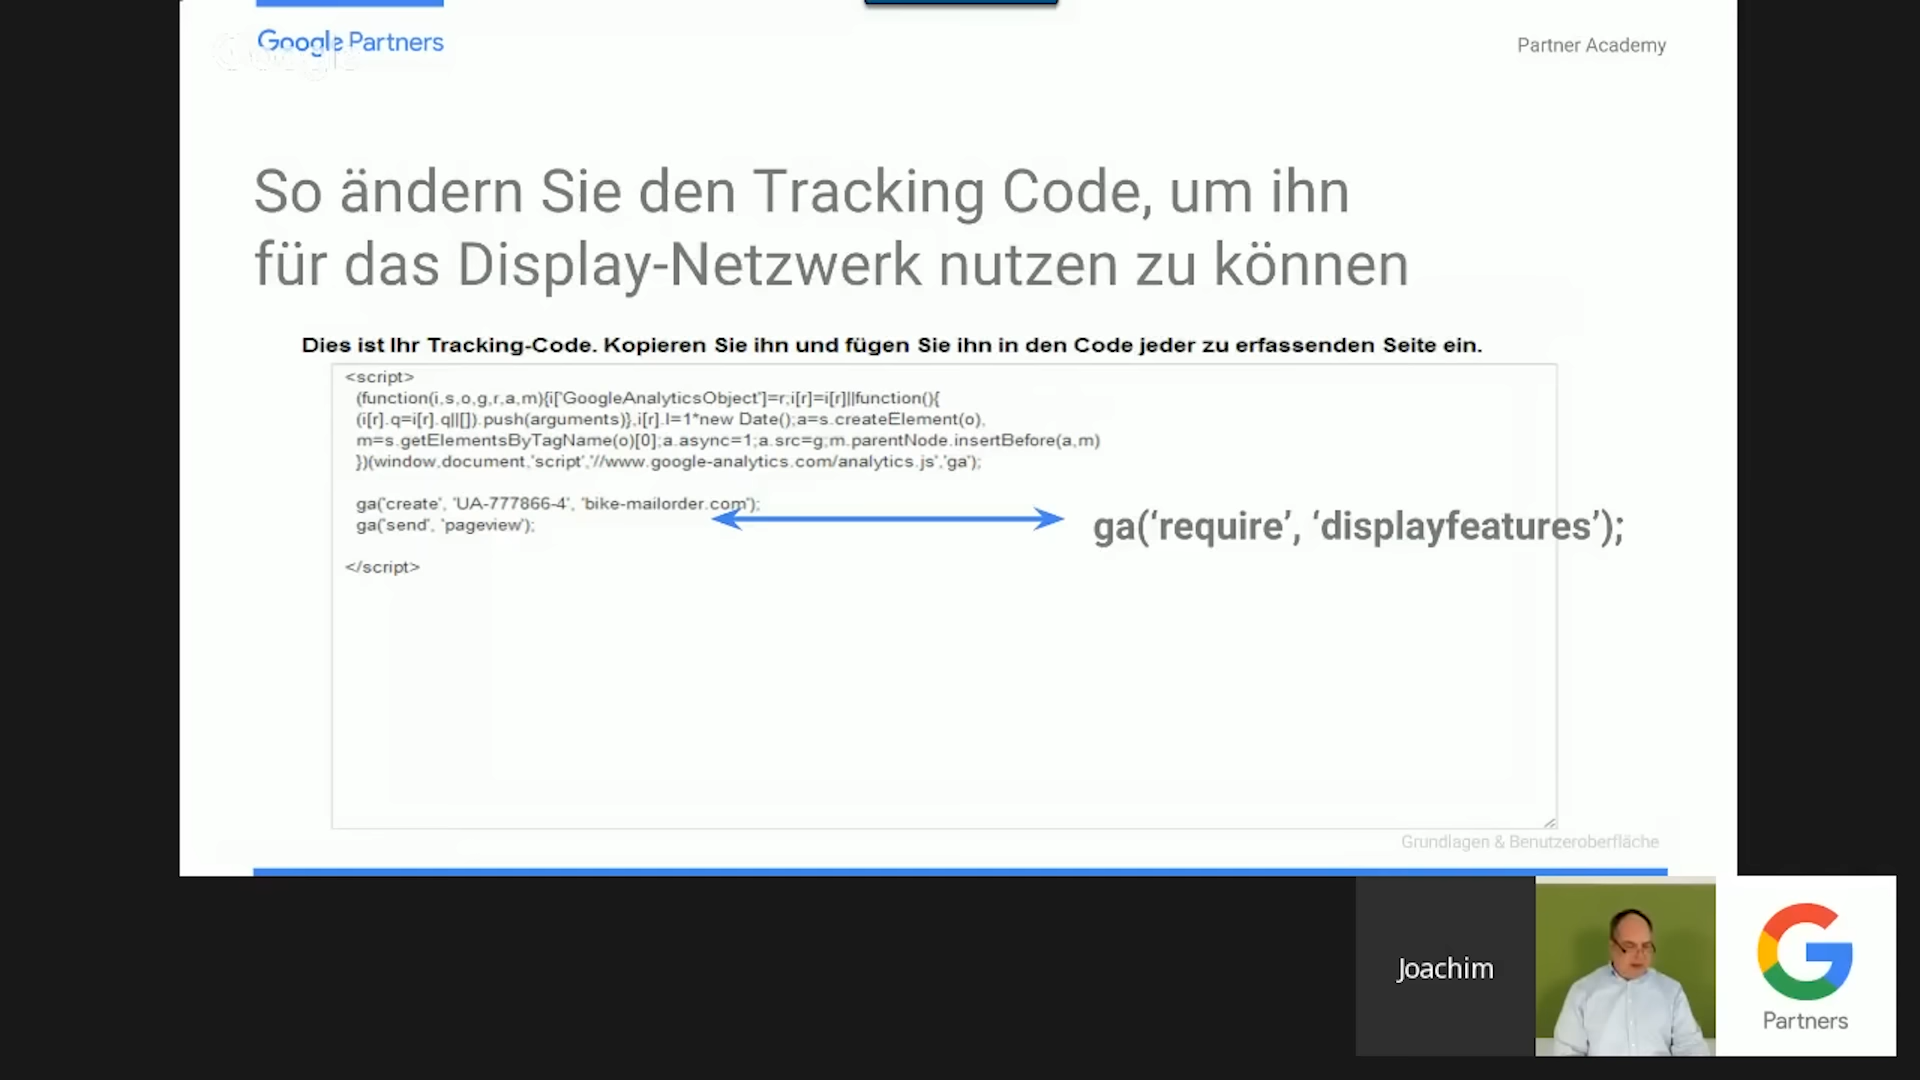 Google Partners
Partner Academy
So ändern Sie den Tracking Code, um ihn
für das Display-Netzwerk nutzen zu können
Dies ist Ihr Tracking-Code. Kopieren Sie ihn und fügen Sie ihn in den Code jeder zu erfassenden Seite ein.
<script>
(function(i,s,o,g,r,a,m){i['GoogleAnalyticsObject']=r;i[r]=i[r]||function(){
(i[r].q=i[r].q||[]).push(arguments)},i[r].l=1*new Date();a=s.createElement(o),
m=s.getElementsByTagName(o)[0];a.async=1;a.src=g;m.parentNode.insertBefore(a,m)
})(window,document,'script','//www.google-analytics.com/analytics.js','ga');
ga('create', 'UA-777866-4', 'bike-mailorder.com');
ga('send', 'pageview');
ga(‘require’, ‘displayfeatures’);
</script>
Grundlagen & Benutzeroberfläche
Joachim
Partners